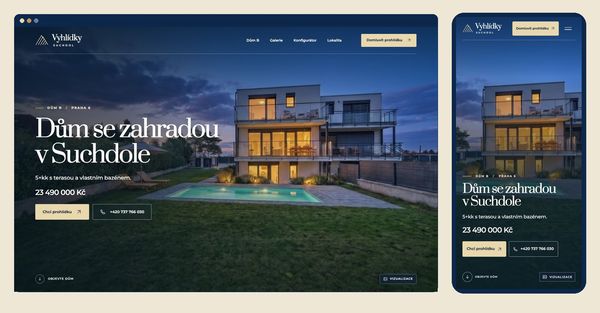 Vyhlídky
SUCHDOL
Dům B
Galerie
Konfigurátor
Lokalita
Domluvit prohlídku
DŮM B / PRAHA 6
Dům se zahradou
v Suchdole
5+kk s terasou a vlastním bazénem.
23 490 000 Kč
Chci prohlídku
+420 737 766 030
OBJEVTE DŮM
VIZUALIZACE
Vyhlídky
SUCHDOL
Domluvit prohlídku
DŮM B / PRAHA 6
Dům se zahradou
v Suchdole
5+kk s terasou a vlastním bazénem.
23 490 000 Kč
Chci prohlídku
+420 737 766 030
OBJEVTE DŮM
VIZUALIZACE